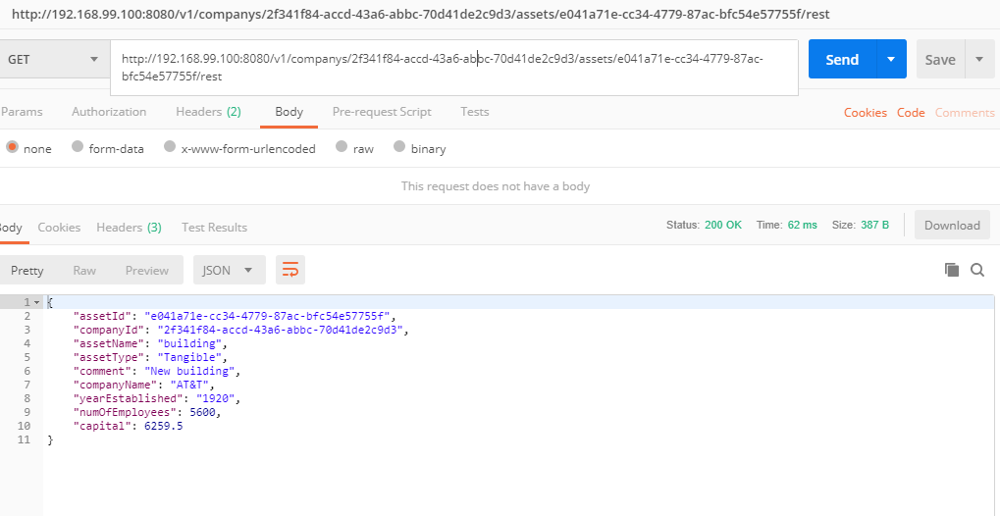 http://192.168.99.100:8080/v1/companys/2f341f84-accd-43a6-abbc-70d41de2c9d3/assets/e041a71e-cc34-4779-87ac-bfc54e57755f/rest
GET
http://192.168.99.100:8080/v1/companys/2f341f84-accd-43a6-abbc-70d41de2c9d3/assets/e041a71e-cc34-4779-87ac-
bfc54e57755f/rest
Send
Save
Params Authorization Headers (2) Body Pre-request Script Tests Cookies Code Comments
none form-data x-www-form-urlencoded raw binary
This request does not have a body
Body Cookies Headers (3) Test Results Status: 200 OK Time: 62 ms Size: 387 B Download
Pretty Raw Preview JSON
1 {
2 "assetId": "e041a71e-cc34-4779-87ac-bfc54e57755f",
3 "companyId": "2f341f84-accd-43a6-abbc-70d41de2c9d3",
4 "assetName": "building",
5 "assetType": "Tangible",
6 "comment": "New building",
7 "companyName": "AT&T",
8 "yearEstablished": "1920",
9 "numOfEmployees": 5600,
10 "capital": 6259.5
11 }